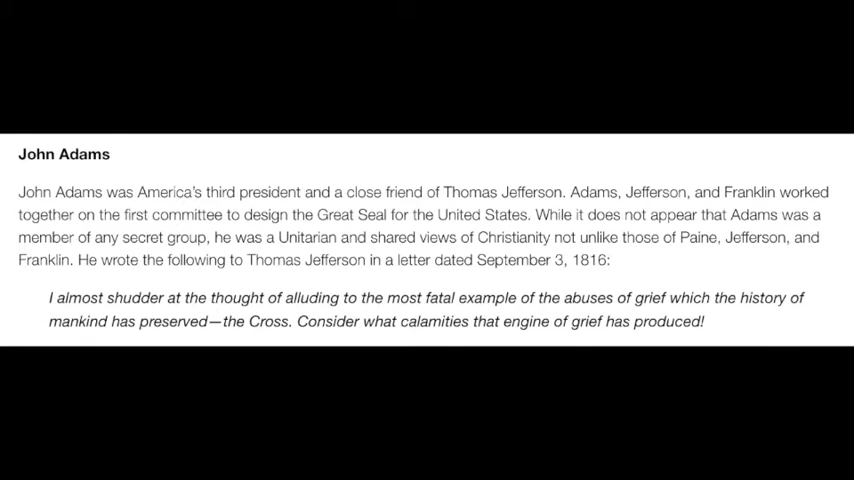 John Adams
John Adams was America's third president and a close friend of Thomas Jefferson. Adams, Jefferson, and Franklin worked
together on the first committee to design the Great Seal for the United States. While it does not appear that Adams was a
member of any secret group, he was a Unitarian and shared views of Christianity not unlike those of Paine, Jefferson, and
Franklin. He wrote the following to Thomas Jefferson in a letter dated September 3, 1816:
I almost shudder at the thought of alluding to the most fatal example of the abuses of grief which the history of
mankind has preserved—the Cross. Consider what calamities that engine of grief has produced!